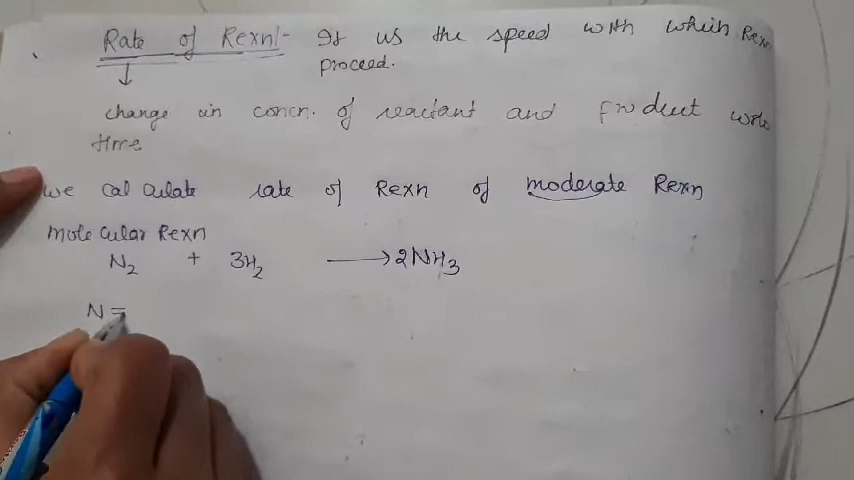 Rate of Rexn:- It us the speed with which Rexn
proceed.
change in concn. of reactant and product with
time
we calculate rate of Rexn of moderate Rexn
molecular Rexn
N₂ + 3H₂ ⟶ 2NH₃
N =